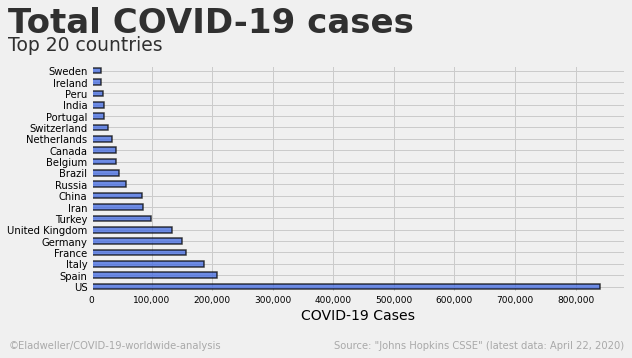 Total COVID-19 cases
Top 20 countries
Sweden
Ireland
Peru
India
Portugal
Switzerland
Netherlands
Canada
Belgium
Brazil
Russia
China
Iran
Turkey
United Kingdom
Germany
France
Italy
Spain
US
0 100,000 200,000 300,000 400,000 500,000 600,000 700,000 800,000
COVID-19 Cases
©Eladweller/COVID-19-worldwide-analysis Source: "Johns Hopkins CSSE" (latest data: April 22, 2020)